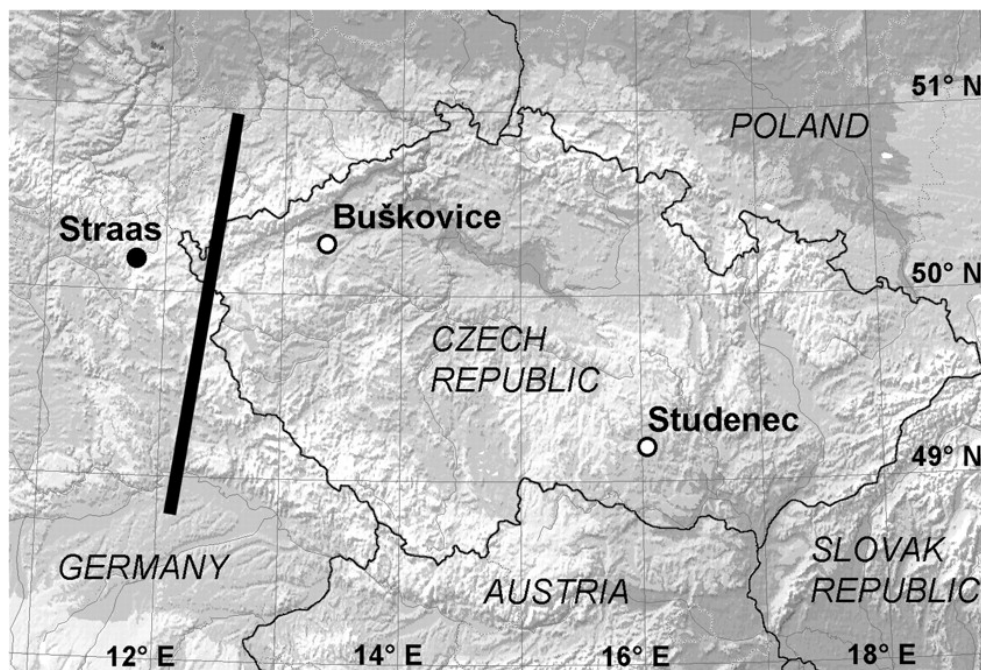 51° N
POLAND
Buškovice
Straas
50° N
CZECH
REPUBLIC
Studenec
49° N
GERMANY
SLOVAK
REPUBLIC
AUSTRIA
12° E
14° E
16° E
18° E